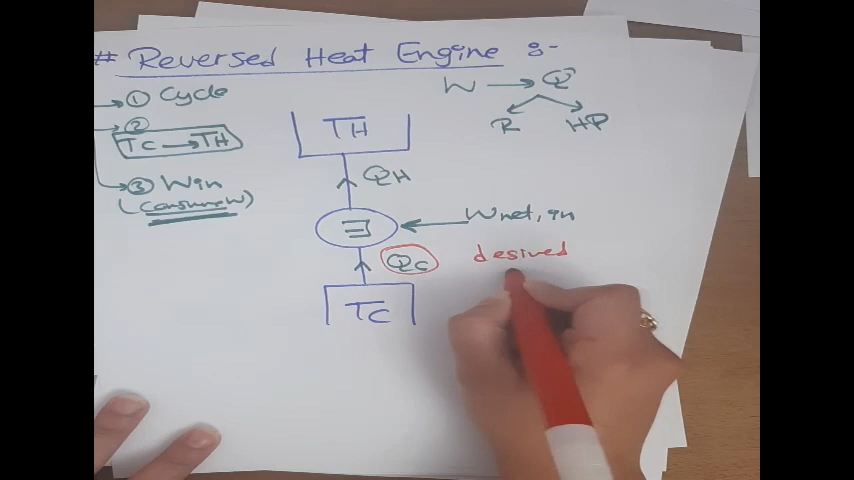 # Reversed Heat Engine :-
① Cycle
② TC → TH
③ Win
(consume W)
W → Q
R HP
TH
QH
E
Wnet, in
QC
desired
TC